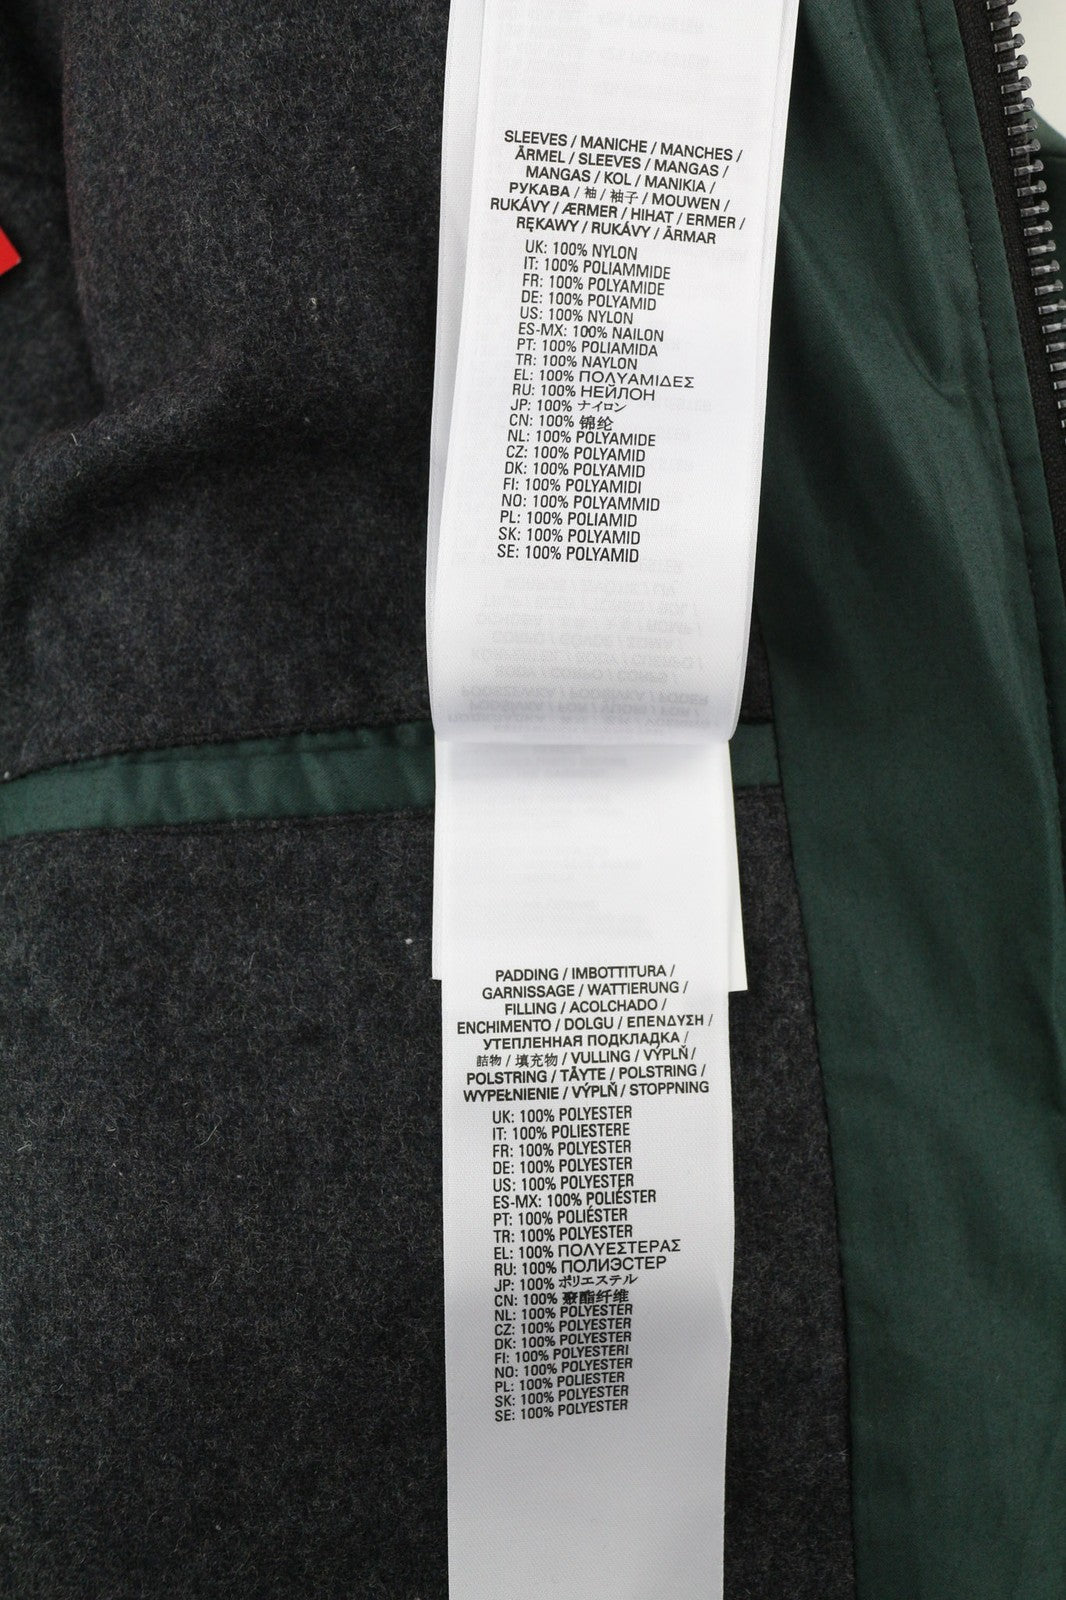 SLEEVES / MANICHE / MANCHES /
ÄRMEL / SLEEVES / MANGAS /
MANGAS / KOL / MANIKIA /
РУКАВА / 袖 / 袖子 / MOUWEN /
RUKÁVY / ÆRMER / HIHAT / ERMER /
RĘKAWY / RUKÁVY / ÄRMAR
UK: 100% NYLON
IT: 100% POLIAMMIDE
FR: 100% POLYAMIDE
DE: 100% POLYAMID
US: 100% NYLON
ES-MX: 100% NAILON
PT: 100% POLIAMIDA
TR: 100% NAYLON
EL: 100% ΠΟΛΥΑΜΙΔΕΣ
RU: 100% НЕЙЛОН
JP: 100% ナイロン
CN: 100% 锦纶
NL: 100% POLYAMIDE
CZ: 100% POLYAMID
DK: 100% POLYAMID
FI: 100% POLYAMIDI
NO: 100% POLYAMMID
PL: 100% POLIAMID
SK: 100% POLYAMID
SE: 100% POLYAMID
PADDING / IMBOTTITURA /
GARNISSAGE / WATTIERUNG /
FILLING / ACOLCHADO /
ENCHIMENTO / DOLGU / ΕΠΕΝΔΥΣΗ /
УТЕПЛЕННАЯ ПОДКЛАДКА /
詰物 / 填充物 / VULLING / VÝPLŇ /
POLSTRING / TÄYTE / POLSTRING /
WYPEŁNIENIE / VÝPLŇ / STOPPNING
UK: 100% POLYESTER
IT: 100% POLIESTERE
FR: 100% POLYESTER
DE: 100% POLYESTER
US: 100% POLYESTER
ES-MX: 100% POLIÉSTER
PT: 100% POLIÉSTER
TR: 100% POLYESTER
EL: 100% ΠΟΛΥΕΣΤΕΡΑΣ
RU: 100% ПОЛИЭСТЕР
JP: 100% ポリエステル
CN: 100% 聚酯纤维
NL: 100% POLYESTER
CZ: 100% POLYESTER
DK: 100% POLYESTER
FI: 100% POLYESTERI
NO: 100% POLYESTER
PL: 100% POLIESTER
SK: 100% POLYESTER
SE: 100% POLYESTER